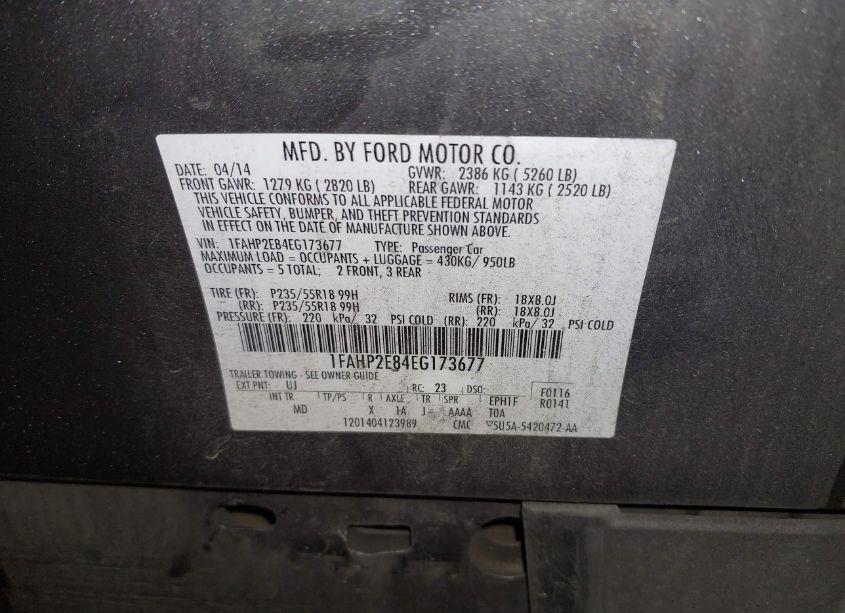 MFD. BY FORD MOTOR CO.
DATE: 04/14 GVWR: 2386 KG ( 5260 LB)
FRONT GAWR: 1279 KG ( 2820 LB) REAR GAWR: 1143 KG ( 2520 LB)
THIS VEHICLE CONFORMS TO ALL APPLICABLE FEDERAL MOTOR
VEHICLE SAFETY, BUMPER, AND THEFT PREVENTION STANDARDS
IN EFFECT ON THE DATE OF MANUFACTURE SHOWN ABOVE.
VIN: 1FAHP2E84EG173677 TYPE: Passenger Car
MAXIMUM LOAD = OCCUPANTS + LUGGAGE = 430KG/ 950LB
OCCUPANTS = 5 TOTAL; 2 FRONT, 3 REAR
TIRE (FR): P235/55R18 99H RIMS (FR): 18X8.0J
(RR): P235/55R18 99H (RR): 18X8.0J
PRESSURE (FR): 220 kPa/ 32 PSI COLD (RR): 220 kPa/ 32 PSI COLD
1FAHP2E84EG173677
TRAILER TOWING - SEE OWNER GUIDE
EXT PNT: UJ RC: 23 DSO: F0116
INT TR TP/PS R AXLE TR SPR EPH1F R0141
MD X 1A J AAAA T0A
1201404123989 CMC ▽5U5A-5420472-AA